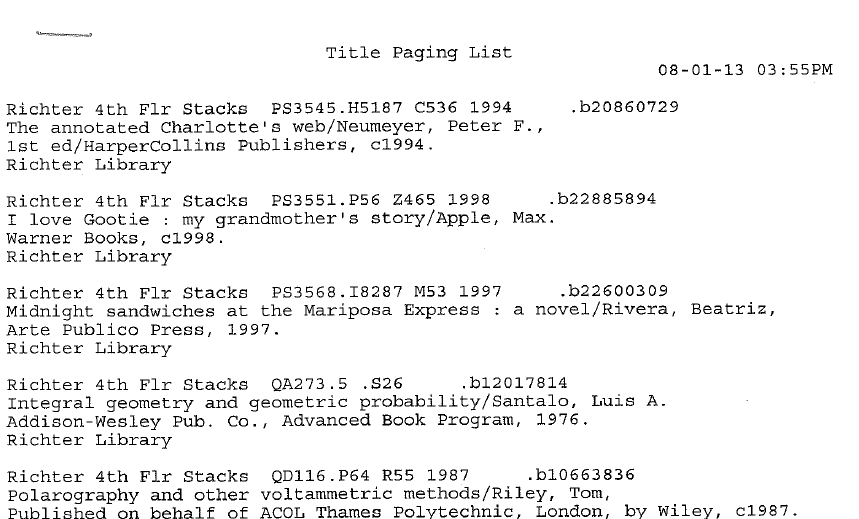 Title Paging List
08-01-13 03:55PM
Richter 4th Flr Stacks PS3545.H5187 C536 1994 .b20860729
The annotated Charlotte's web/Neumeyer, Peter F.,
1st ed/HarperCollins Publishers, c1994.
Richter Library
Richter 4th Flr Stacks PS3551.P56 Z465 1998 .b22885894
I love Gootie : my grandmother's story/Apple, Max.
Warner Books, c1998.
Richter Library
Richter 4th Flr Stacks PS3568.I8287 M53 1997 .b22600309
Midnight sandwiches at the Mariposa Express : a novel/Rivera, Beatriz,
Arte Publico Press, 1997.
Richter Library
Richter 4th Flr Stacks QA273.5 .S26 .b12017814
Integral geometry and geometric probability/Santalo, Luis A.
Addison-Wesley Pub. Co., Advanced Book Program, 1976.
Richter Library
Richter 4th Flr Stacks QD116.P64 R55 1987 .b10663836
Polarography and other voltammetric methods/Riley, Tom,
Published on behalf of ACOL Thames Polytechnic, London, by Wiley, c1987.